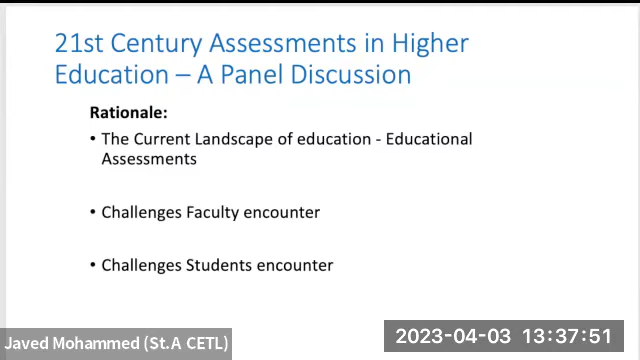 21st Century Assessments in Higher
Education – A Panel Discussion
Rationale:
• The Current Landscape of education - Educational
Assessments
• Challenges Faculty encounter
• Challenges Students encounter
Javed Mohammed (St.A CETL)
2023-04-03 13:37:51